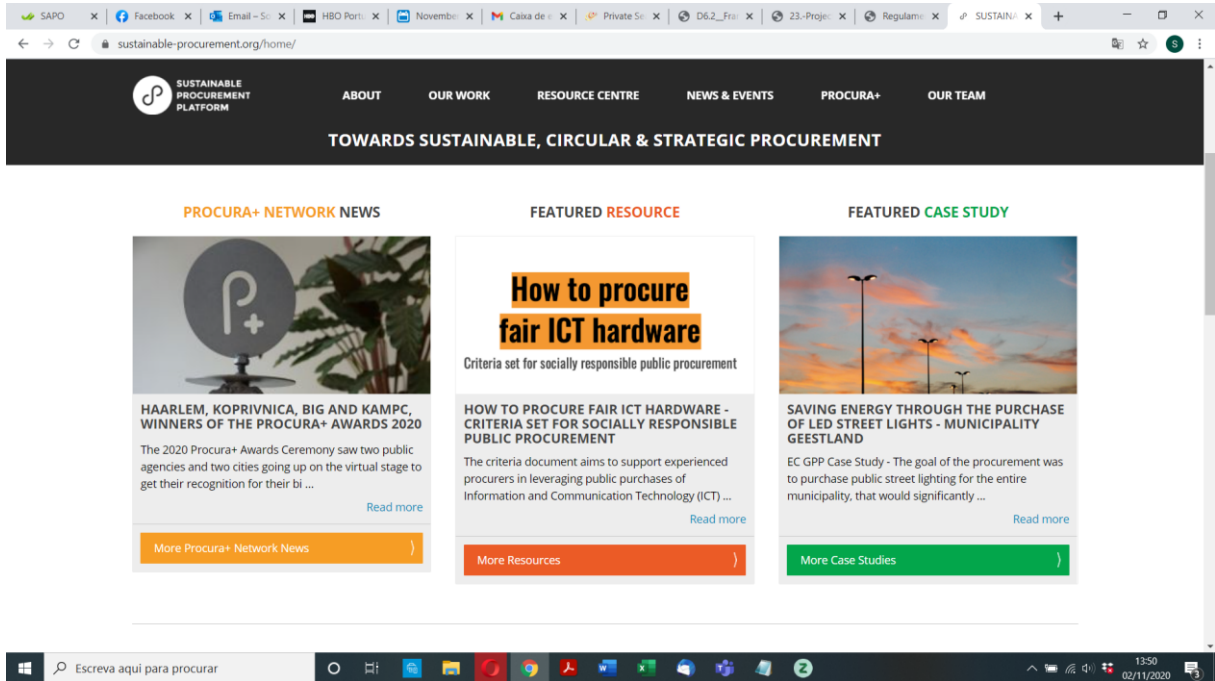 SAPO
Facebook
Email – So
HBO Portu
November
Caixa de e
Private Se
D6.2__Fra
23.-Projec
Regulame
SUSTAINA
sustainable-procurement.org/home/
S
SUSTAINABLE
PROCUREMENT
PLATFORM
ABOUT
OUR WORK
RESOURCE CENTRE
NEWS & EVENTS
PROCURA+
OUR TEAM
TOWARDS SUSTAINABLE, CIRCULAR & STRATEGIC PROCUREMENT
PROCURA+ NETWORK NEWS
HAARLEM, KOPRIVNICA, BIG AND KAMPC,
WINNERS OF THE PROCURA+ AWARDS 2020
The 2020 Procura+ Awards Ceremony saw two public
agencies and two cities going up on the virtual stage to
get their recognition for their bi ...
Read more
More Procura+ Network News
FEATURED RESOURCE
How to procure
fair ICT hardware
Criteria set for socially responsible public procurement
HOW TO PROCURE FAIR ICT HARDWARE -
CRITERIA SET FOR SOCIALLY RESPONSIBLE
PUBLIC PROCUREMENT
The criteria document aims to support experienced
procurers in leveraging public purchases of
Information and Communication Technology (ICT) ...
Read more
More Resources
FEATURED CASE STUDY
SAVING ENERGY THROUGH THE PURCHASE
OF LED STREET LIGHTS - MUNICIPALITY
GEESTLAND
EC GPP Case Study - The goal of the procurement was
to purchase public street lighting for the entire
municipality, that would significantly ...
Read more
More Case Studies
Escreva aqui para procurar
13:50
02/11/2020